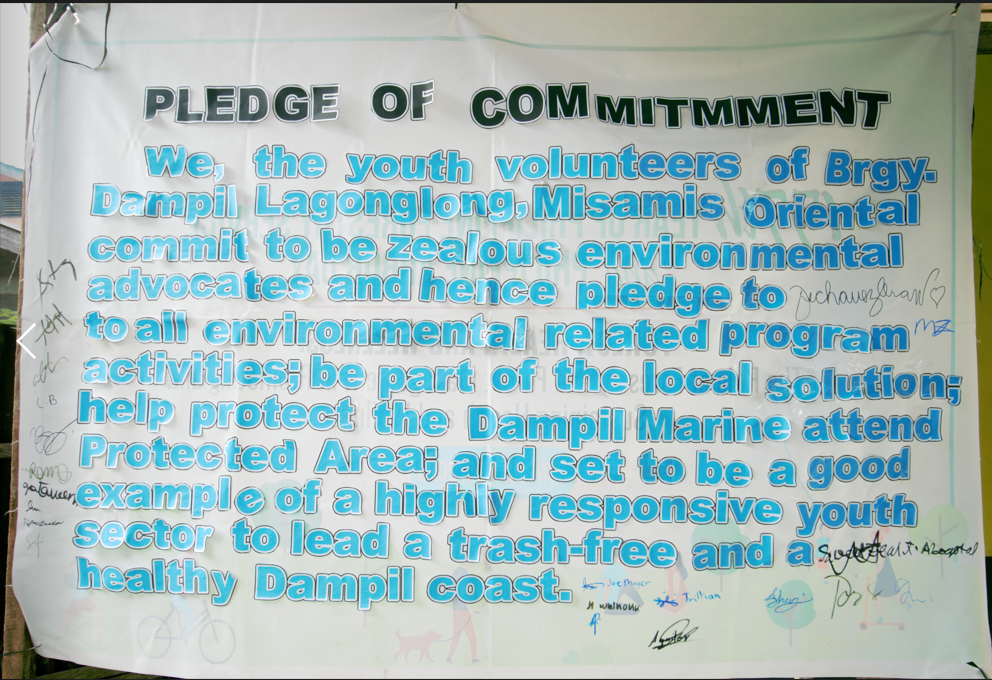 PLEDGE OF COMMITMMENT
We, the youth volunteers of Brgy.
Dampil Lagonglong, Misamis Oriental
commit to be zealous environmental
advocates and hence pledge to
to all environmental related program
MZ
activities; be part of the local solution;
help protect the Dampil Marine attend
Protected Area; and set to be a good
example of a highly responsive youth
sector to lead a trash-free and a
healthy Dampil coast.
Trillian